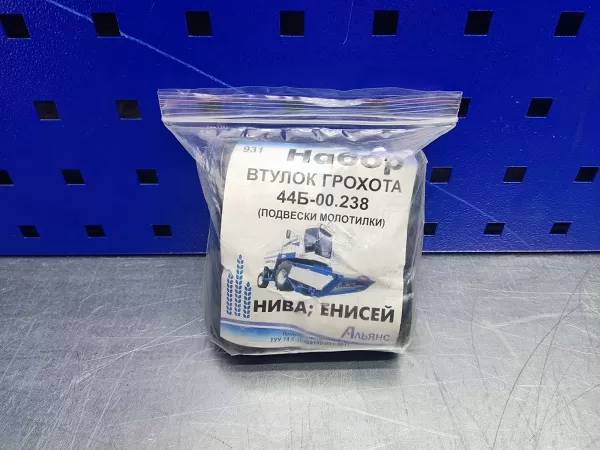 931
Набор
ВТУЛОК ГРОХОТА
44Б-00.238
(ПОДВЕСКИ МОЛОТИЛКИ)
НИВА; ЕНИСЕЙ
Альянс